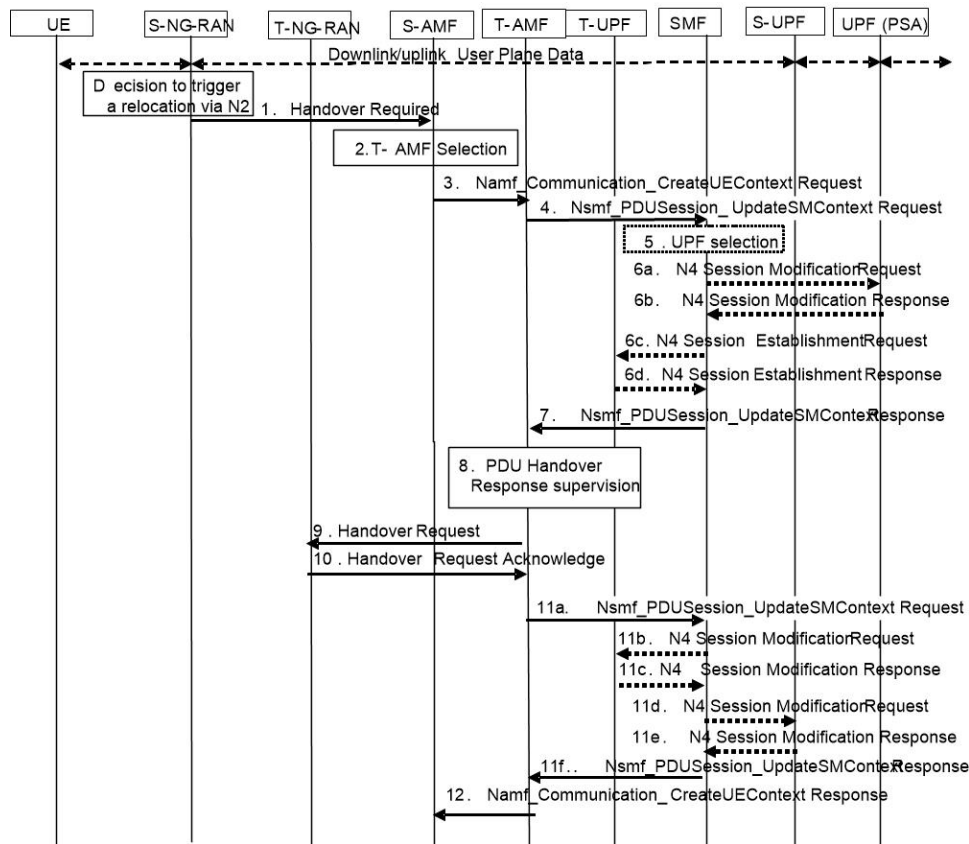 UE S-NG-RAN T-NG-RAN S-AMF T-AMF T-UPF SMF S-UPF UPF (PSA)
Downlink/uplink User Plane Data
D ecision to trigger
a relocation via N2
1. Handover Required
2.T- AMF Selection
3. Namf_Communication_CreateUEContext Request
4. Nsmf_PDUSession_ UpdateSMContext Request
5 . UPF selection
6a. N4 Session ModificationRequest
6b. N4 Session Modification Response
6c. N4 Session EstablishmentRequest
6d. N4 Session Establishment Response
7. Nsmf_PDUSession_UpdateSMContextResponse
8. PDU Handover
Response supervision
9 . Handover Request
10 . Handover Request Acknowledge
11a. Nsmf_PDUSession_UpdateSMContext Request
11b. N4 Session ModificationRequest
11c. N4 Session Modification Response
11d. N4 Session ModificationRequest
11e. N4 Session Modification Response
11f.. Nsmf_PDUSession_UpdateSMContextResponse
12. Namf_Communication_CreateUEContext Response